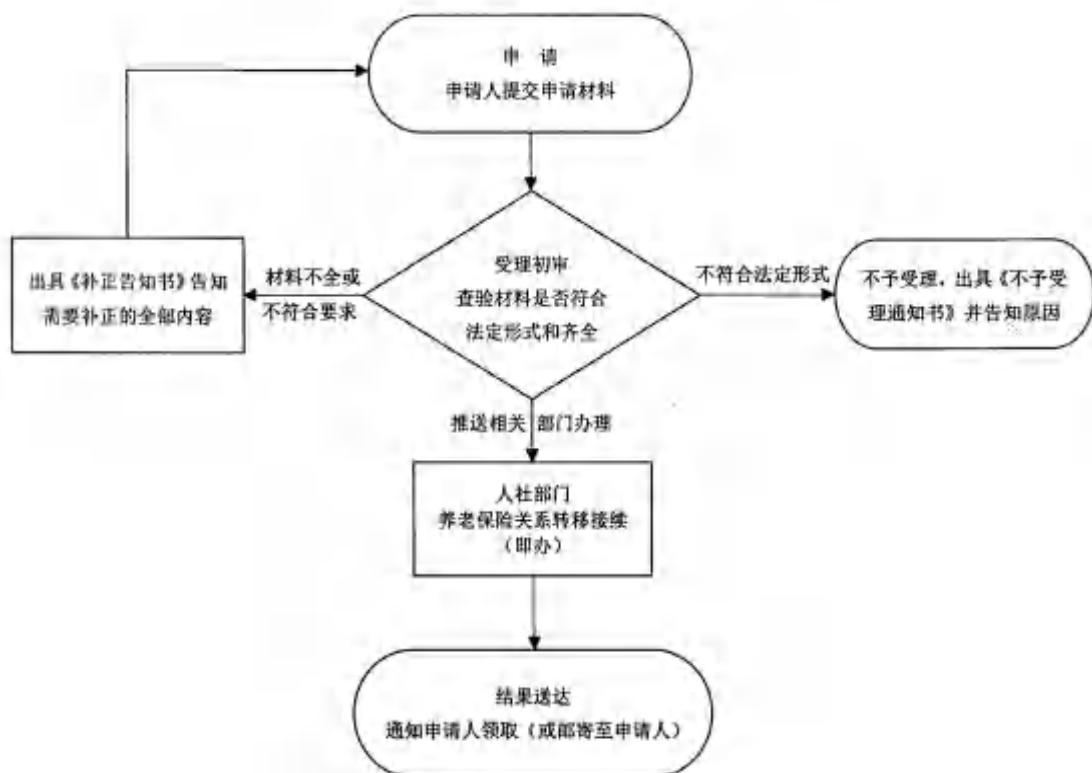 申 请
申请人提交申请材料
出具《补正告知书》告知
需要补正的全部内容
材料不全或
不符合要求
受理初审
查验材料是否符合
法定形式和齐全
不符合法定形式
不予受理，出具《不予受
理通知书》并告知原因
推送相关 部门办理
人社部门
养老保险关系转移接续
（即办）
结果送达
通知申请人领取（或邮寄至申请人）